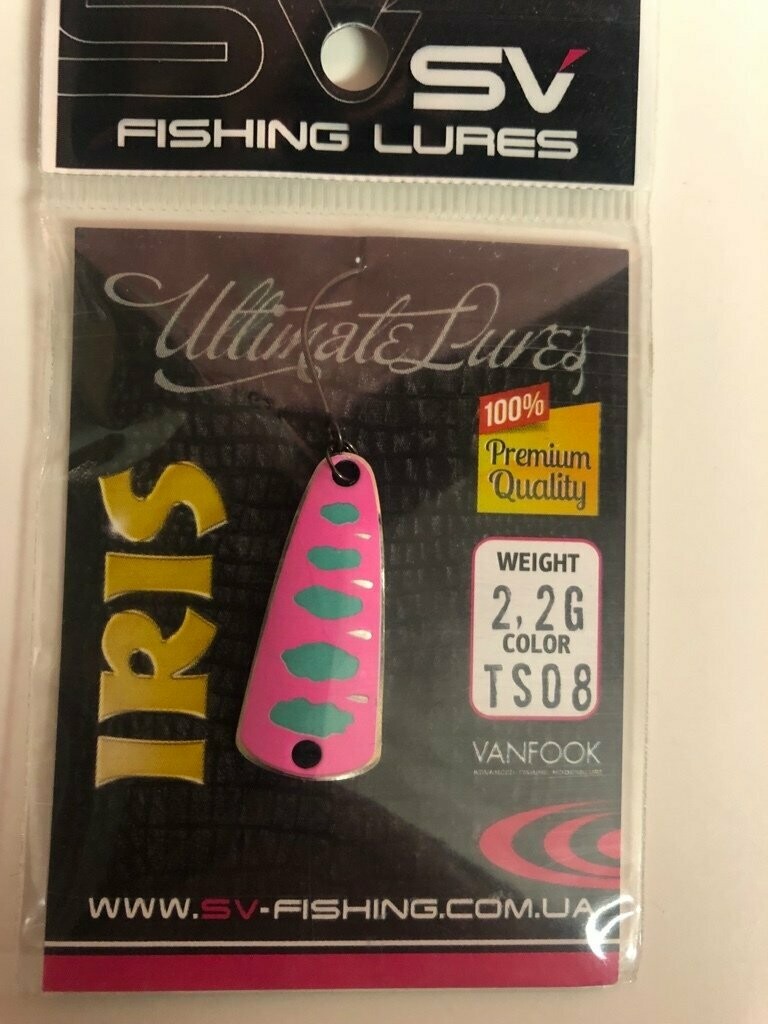 SV
FISHING LURES
Ultimate Lures
100%
Premium
Quality
IRIS
WEIGHT
2,2G
COLOR
TS08
VANFOOK
WWW.SV-FISHING.COM.UA